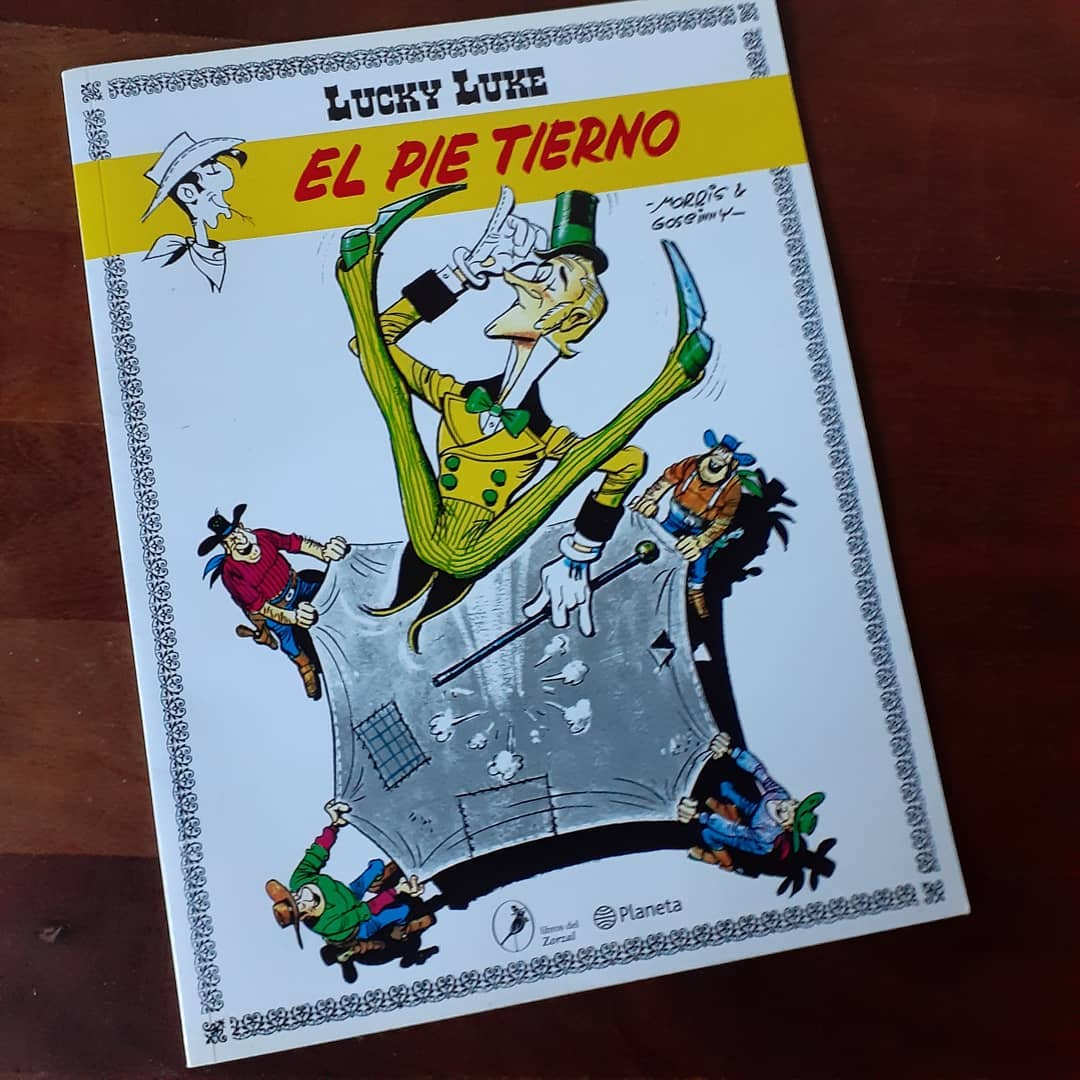 LUCKY LUKE
EL PIE TIERNO
-MORRIS &
GOSCINNY-
libros del
Zorzal
Planeta